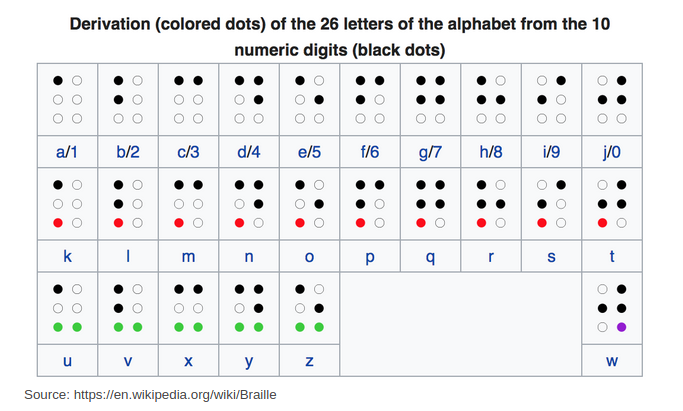 Derivation (colored dots) of the 26 letters of the alphabet from the 10
numeric digits (black dots)
a/1 b/2 c/3 d/4 e/5 f/6 g/7 h/8 i/9 j/0
k l m n o p q r s t
u v x y z w
Source: https://en.wikipedia.org/wiki/Braille